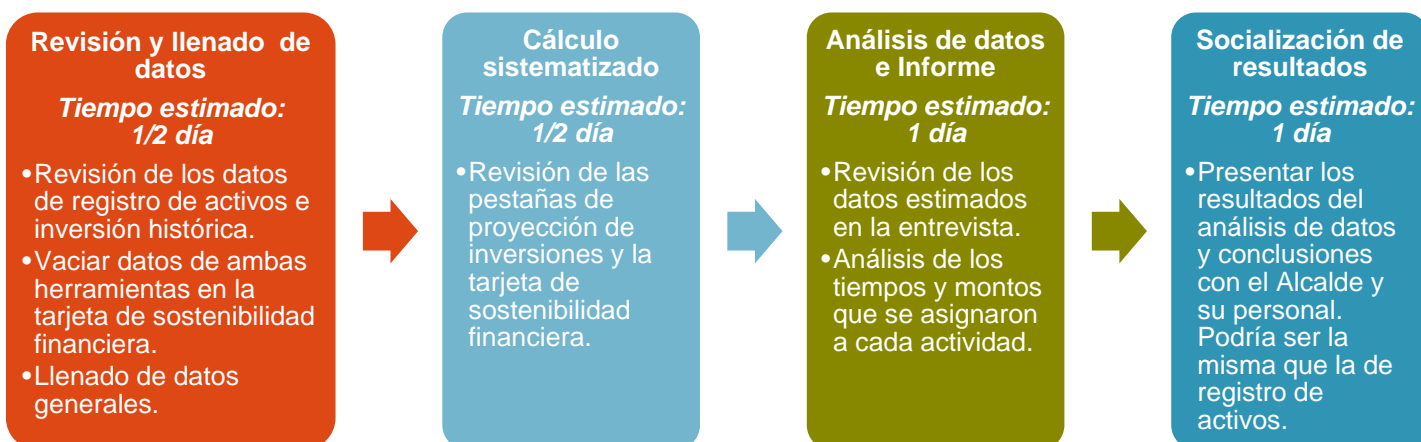 Revisión y llenado de
datos
Tiempo estimado:
1/2 día
•Revisión de los datos
de registro de activos e
inversión histórica.
•Vaciar datos de ambas
herramientas en la
tarjeta de sostenibilidad
financiera.
•Llenado de datos
generales.
Cálculo
sistematizado
Tiempo estimado:
1/2 día
•Revisión de las
pestañas de
proyección de
inversiones y la
tarjeta de
sostenibilidad
financiera.
Análisis de datos
e Informe
Tiempo estimado:
1 día
•Revisión de los
datos estimados
en la entrevista.
•Análisis de los
tiempos y montos
que se asignaron
a cada actividad.
Socialización de
resultados
Tiempo estimado:
1 día
•Presentar los
resultados del
análisis de datos
y conclusiones
con el Alcalde y
su personal.
Podría ser la
misma que la de
registro de
activos.